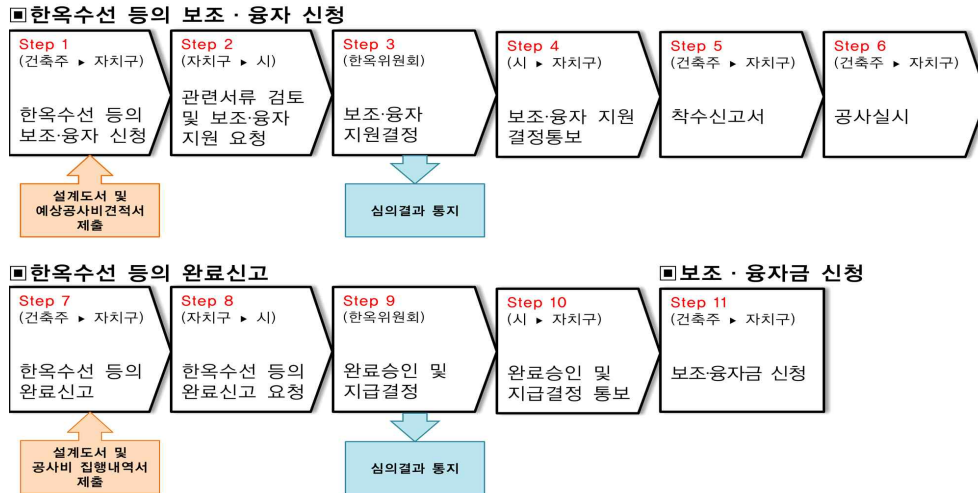 ▣한옥수선 등의 보조 · 융자 신청
Step 1
(건축주 ▸ 자치구)
한옥수선 등의
보조·융자 신청
Step 2
(자치구 ▸ 시)
관련서류 검토
및 보조·융자
지원 요청
Step 3
(한옥위원회)
보조·융자
지원결정
Step 4
(시 ▸ 자치구)
보조·융자 지원
결정통보
Step 5
(건축주 ▸ 자치구)
착수신고서
Step 6
(건축주 ▸ 자치구)
공사실시
설계도서 및
예상공사비견적서
제출
심의결과 통지
▣한옥수선 등의 완료신고
▣보조 · 융자금 신청
Step 7
(건축주 ▸ 자치구)
한옥수선 등의
완료신고
Step 8
(자치구 ▸ 시)
한옥수선 등의
완료신고 요청
Step 9
(한옥위원회)
완료승인 및
지급결정
Step 10
(시 ▸ 자치구)
완료승인 및
지급결정 통보
Step 11
(건축주 ▸ 자치구)
보조·융자금 신청
설계도서 및
공사비 집행내역서
제출
심의결과 통지